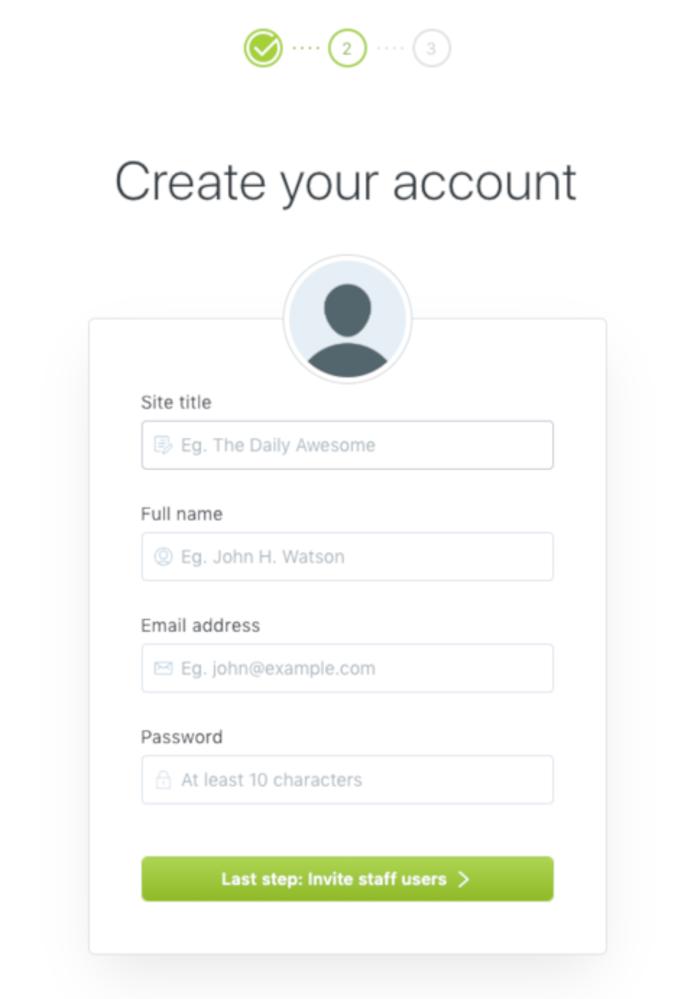 2 3
Create your account
Site title
Eg. The Daily Awesome
Full name
Eg. John H. Watson
Email address
Eg. john@example.com
Password
At least 10 characters
Last step: Invite staff users